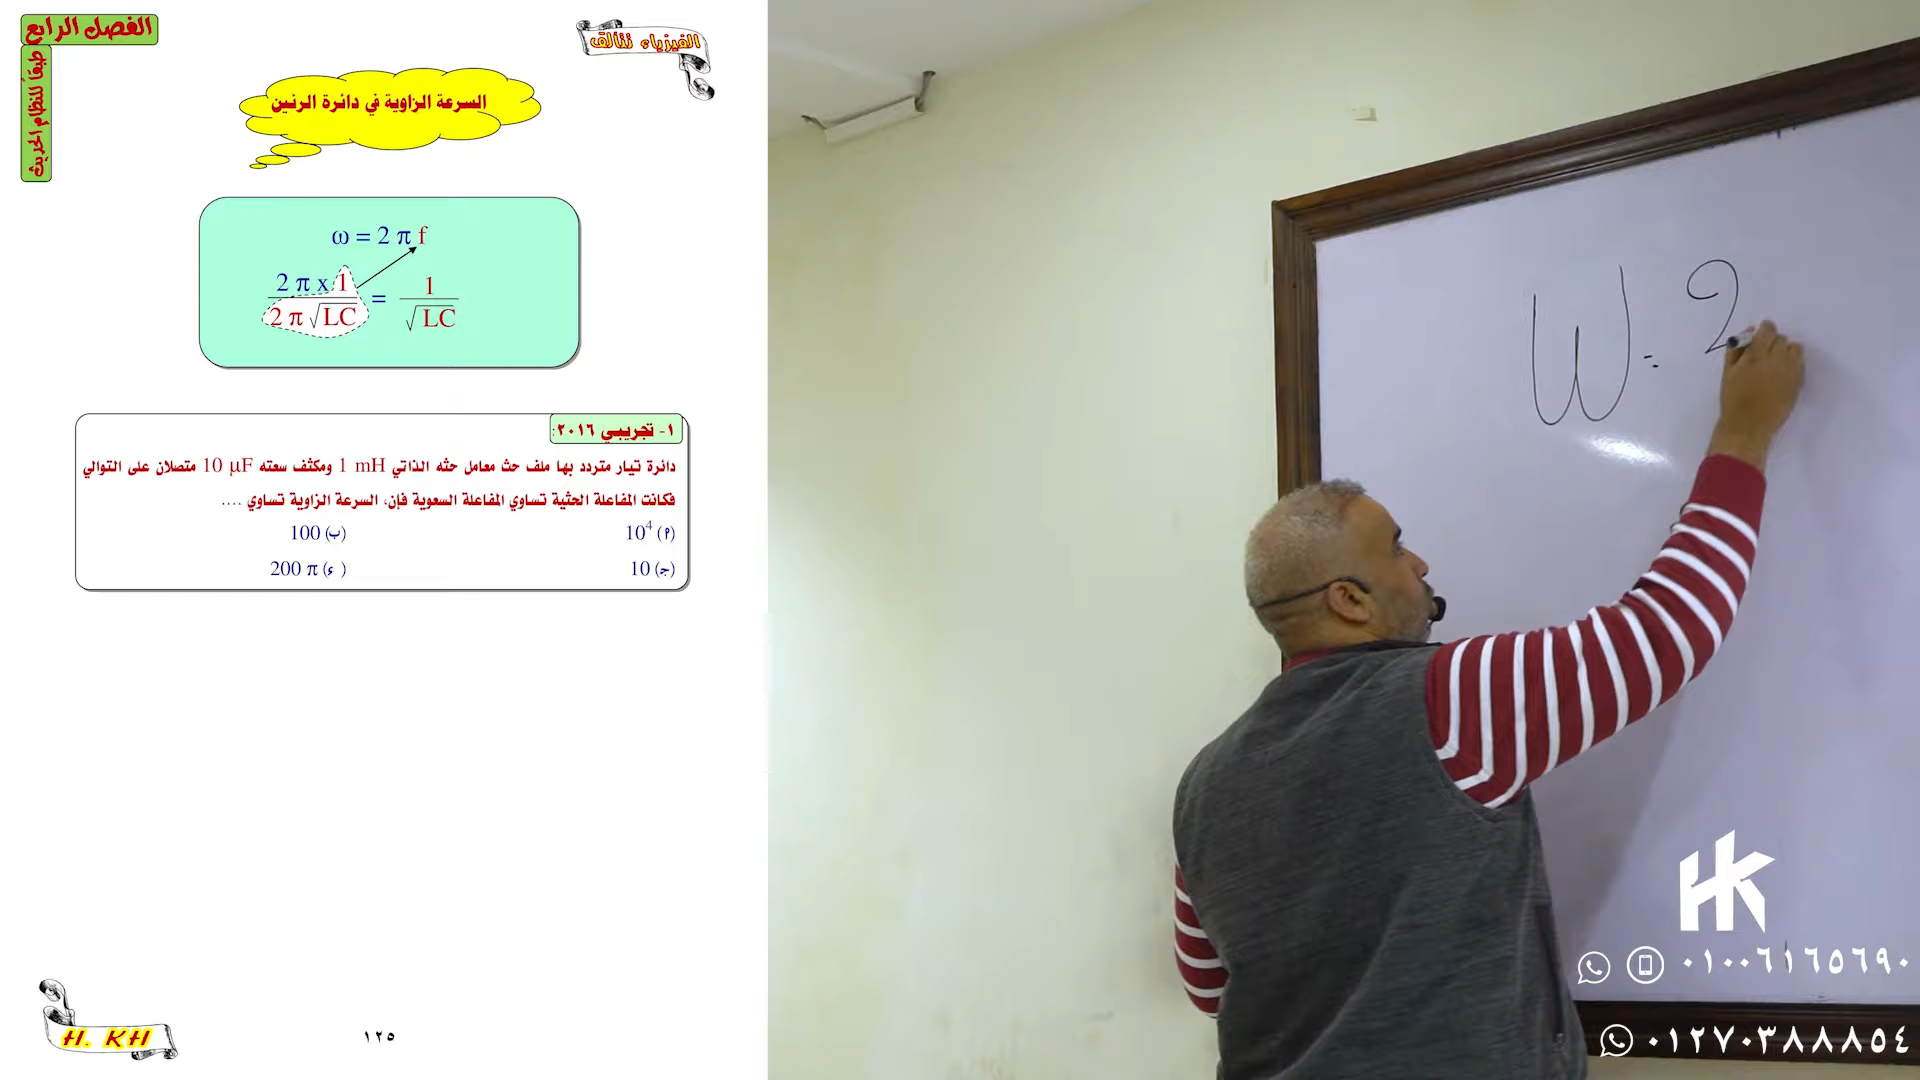 الفصل الرابع
طبقاً للنظام الحديث
الفيزياء تتألق
السرعة الزاوية في دائرة الرنين
ω = 2 π f
2 π x 1 / 2 π √LC = 1 / √LC
١- تجريبي ٢٠١٦:
دائرة تيار متردد بها ملف حث معامل حثه الذاتي 1 mH ومكثف سعته 10 µF متصلان على التوالي
فكانت المفاعلة الحثية تساوي المفاعلة السعوية فإن، السرعة الزاوية تساوي ....
(٩) 10⁴ (ب) 100
(جـ) 10 (ء) 200 π
H. KH
١٢٥
W = 2
HK
٠١٠٠٦١٦٥٦٩٠
٠١٢٧٠٣٨٨٨٥٤